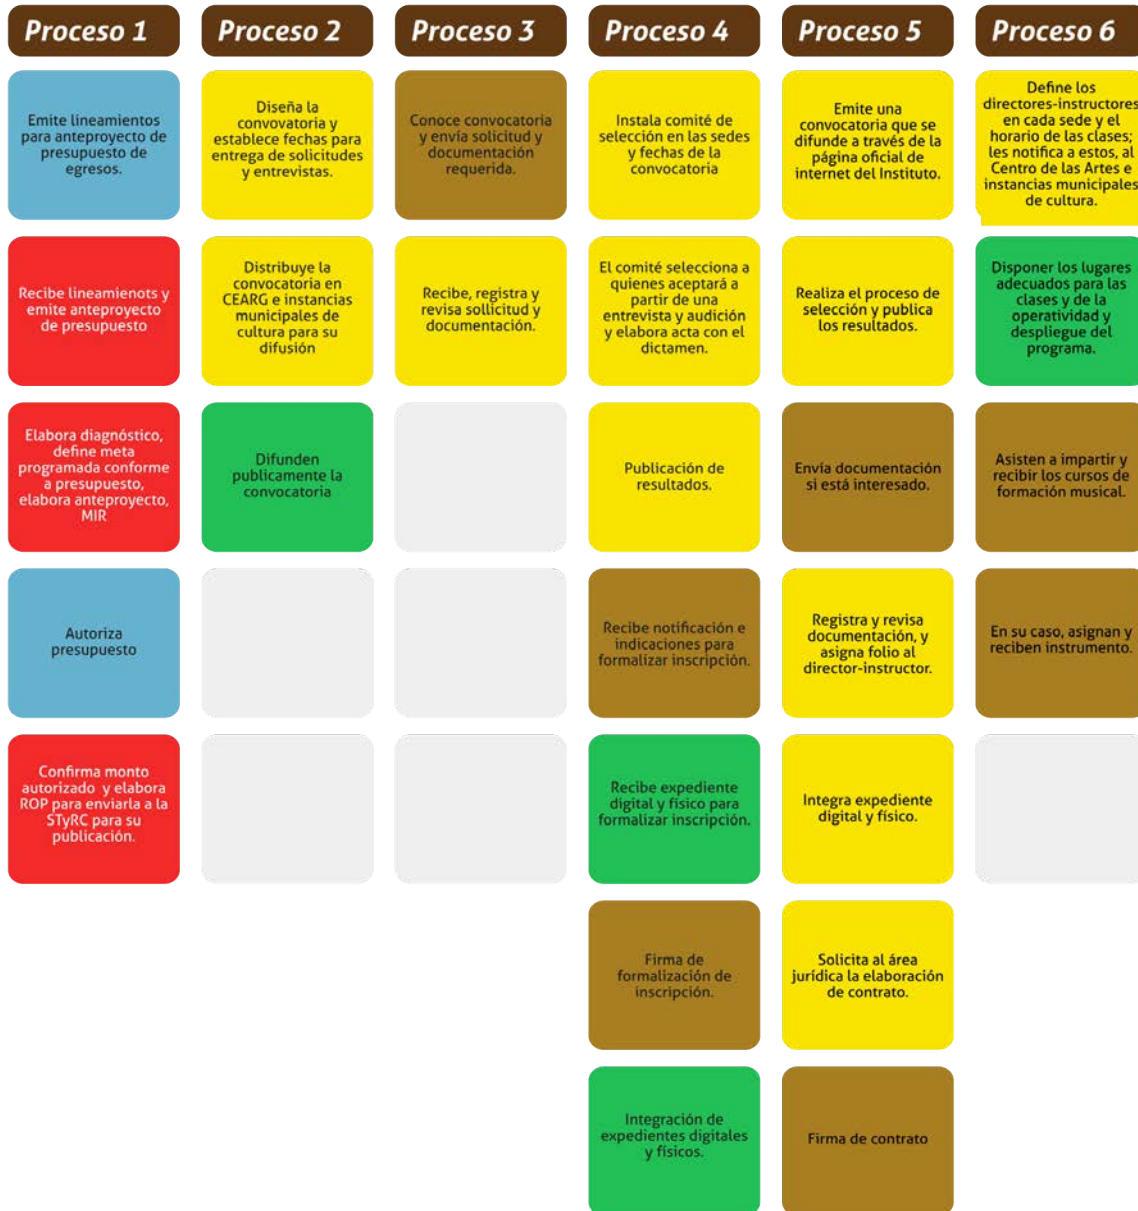 Proceso 1
Emite lineamientos
para anteproyecto de
presupuesto de
egresos.
Recibe lineamienots y
emite anteproyecto
de presupuesto
Elabora diagnóstico,
define meta
programada conforme
a presupuesto,
elabora anteproyecto,
MIR
Autoriza
presupuesto
Confirma monto
autorizado y elabora
ROP para enviarla a la
STyRC para su
publicación.
Proceso 2
Diseña la
convovatoria y
establece fechas para
entrega de solicitudes
y entrevistas.
Distribuye la
convocatoria en
CEARG e instancias
municipales de
cultura para su
difusión
Difunden
publicamente la
convocatoria
Proceso 3
Conoce convocatoria
y envía solicitud y
documentación
requerida.
Recibe, registra y
revisa sollicitud y
documentación.
Proceso 4
Instala comité de
selección en las sedes
y fechas de la
convocatoria
El comité selecciona a
quienes aceptará a
partir de una
entrevista y audición
y elabora acta con el
dictamen.
Publicación de
resultados.
Recibe notificación e
indicaciones para
formalizar inscripción.
Recibe expediente
digital y físico para
formalizar inscripción.
Firma de
formalización de
inscripción.
Integración de
expedientes digitales
y físicos.
Proceso 5
Emite una
convocatoria que se
difunde a través de la
página oficial de
internet del Instituto.
Realiza el proceso de
selección y publica
los resultados.
Envía documentación
si está interesado.
Registra y revisa
documentación, y
asigna folio al
director-instructor.
Integra expediente
digital y físico.
Solicita al área
jurídica la elaboración
de contrato.
Firma de contrato
Proceso 6
Define los
directores-instructores
en cada sede y el
horario de las clases;
les notifica a estos, al
Centro de las Artes e
instancias municipales
de cultura.
Disponer los lugares
adecuados para las
clases y de la
operatividad y
despliegue del
programa.
Asisten a impartir y
recibir los cursos de
formación musical.
En su caso, asignan y
reciben instrumento.